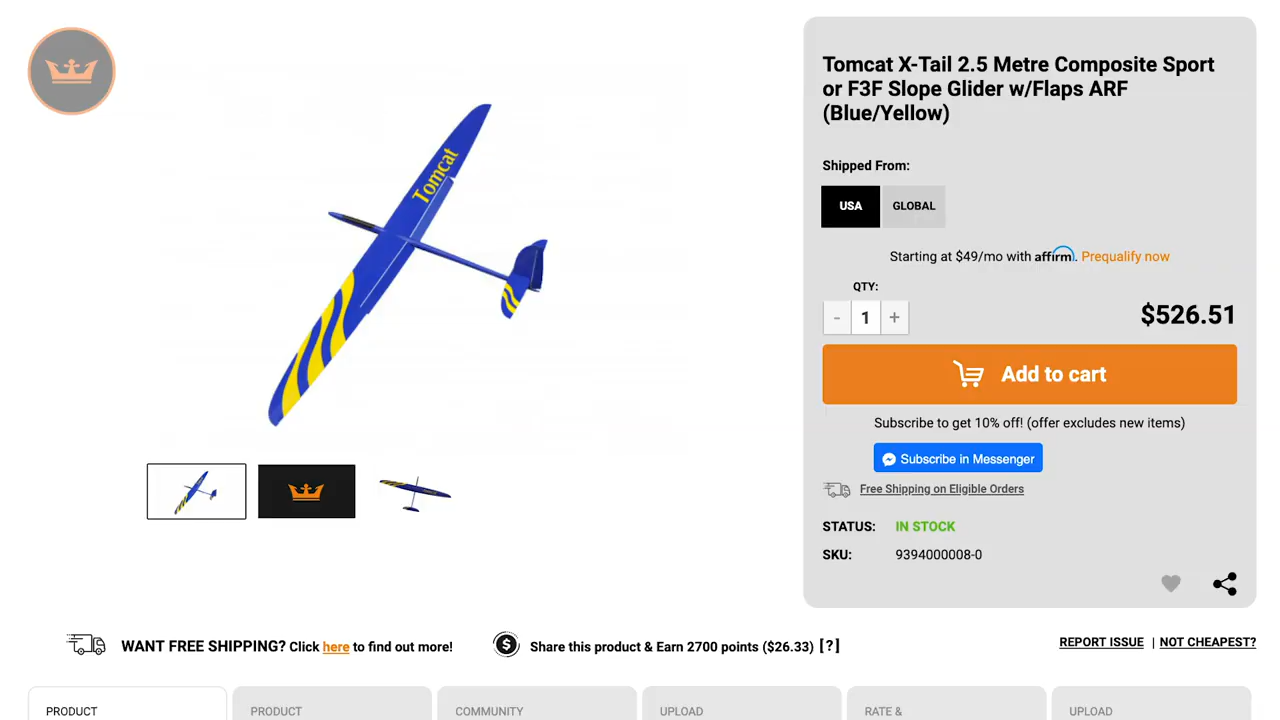 Tomcat
Tomcat X-Tail 2.5 Metre Composite Sport
or F3F Slope Glider w/Flaps ARF
(Blue/Yellow)
Shipped From:
USA
GLOBAL
Starting at $49/mo with affirm. Prequalify now
QTY:
- 1 +
$526.51
Add to cart
Subscribe to get 10% off! (offer excludes new items)
Subscribe in Messenger
Free Shipping on Eligible Orders
STATUS: IN STOCK
SKU: 9394000008-0
WANT FREE SHIPPING? Click here to find out more!
$ Share this product & Earn 2700 points ($26.33) [?]
REPORT ISSUE | NOT CHEAPEST?
PRODUCT
PRODUCT
COMMUNITY
UPLOAD
RATE &
UPLOAD